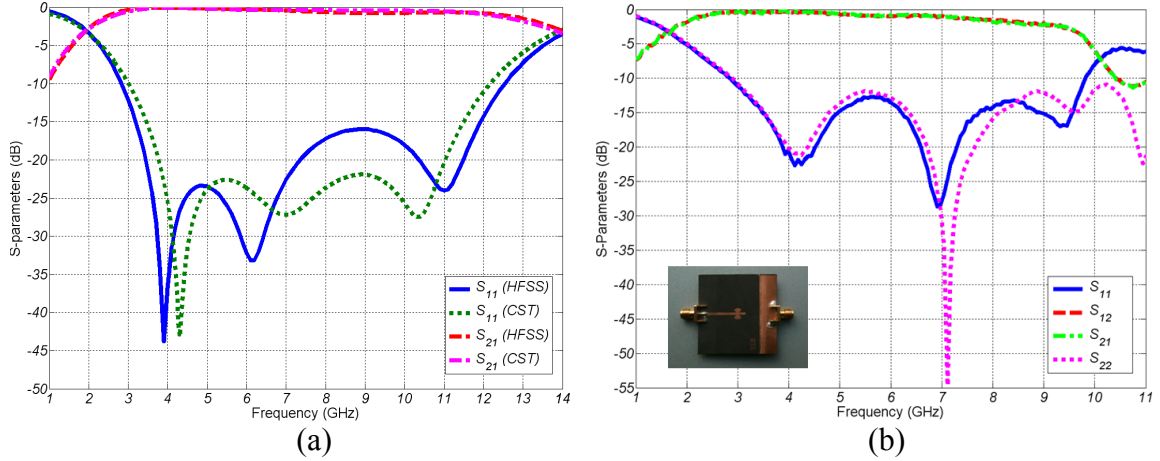 0
-5
-10
-15
-20
-25
-30
-35
-40
-45
-50
S-parameters (dB)
S11 (HFSS)
S11 (CST)
S21 (HFSS)
S21 (CST)
1 2 3 4 5 6 7 8 9 10 11 12 13 14
Frequency (GHz)
(a)
0
-5
-10
-15
-20
-25
-30
-35
-40
-45
-50
-55
S-Parameters (dB)
S11
S12
S21
S22
1 2 3 4 5 6 7 8 9 10 11
Frequency (GHz)
(b)